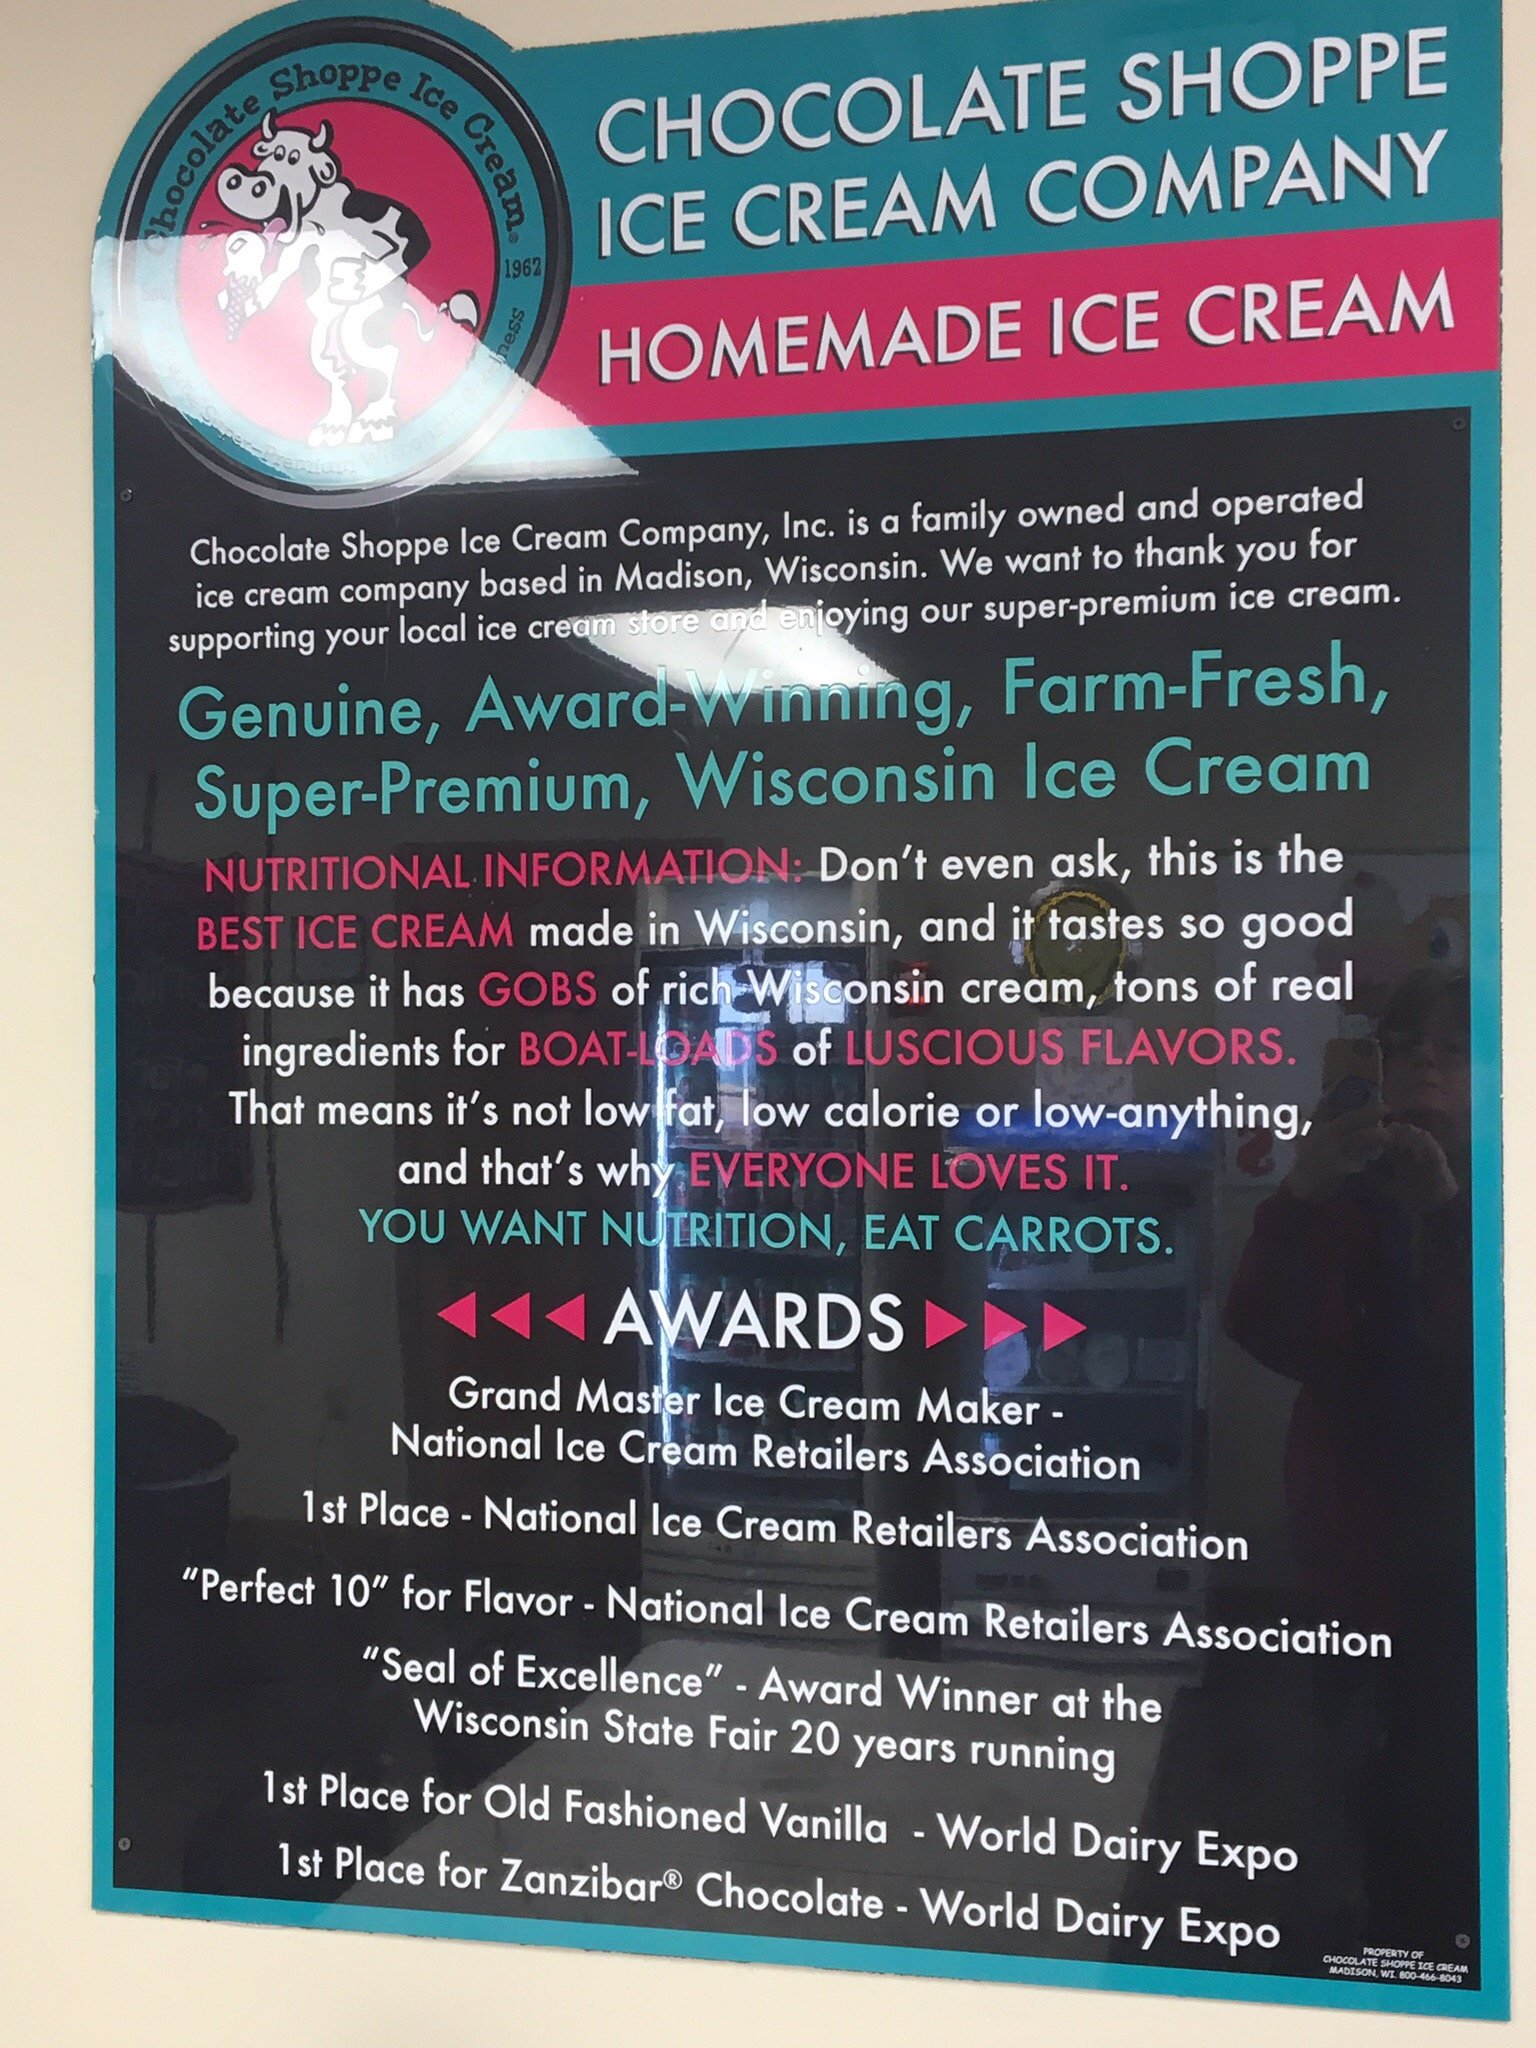 Chocolate Shoppe Ice Cream®
1962
CHOCOLATE SHOPPE
ICE CREAM COMPANY
HOMEMADE ICE CREAM
Chocolate Shoppe Ice Cream Company, Inc. is a family owned and operated
ice cream company based in Madison, Wisconsin. We want to thank you for
supporting your local ice cream store and enjoying our super-premium ice cream.
Genuine, Award-Winning, Farm-Fresh,
Super-Premium, Wisconsin Ice Cream
NUTRITIONAL INFORMATION: Don't even ask, this is the
BEST ICE CREAM made in Wisconsin, and it tastes so good
because it has GOBS of rich Wisconsin cream, tons of real
ingredients for BOAT-LOADS of LUSCIOUS FLAVORS.
That means it's not low fat, low calorie or low-anything,
and that's why EVERYONE LOVES IT.
YOU WANT NUTRITION, EAT CARROTS.
AWARDS
Grand Master Ice Cream Maker -
National Ice Cream Retailers Association
1st Place - National Ice Cream Retailers Association
"Perfect 10" for Flavor - National Ice Cream Retailers Association
"Seal of Excellence" - Award Winner at the
Wisconsin State Fair 20 years running
1st Place for Old Fashioned Vanilla - World Dairy Expo
1st Place for Zanzibar® Chocolate - World Dairy Expo
PROPERTY OF
CHOCOLATE SHOPPE ICE CREAM
MADISON, WI. 800-466-8043